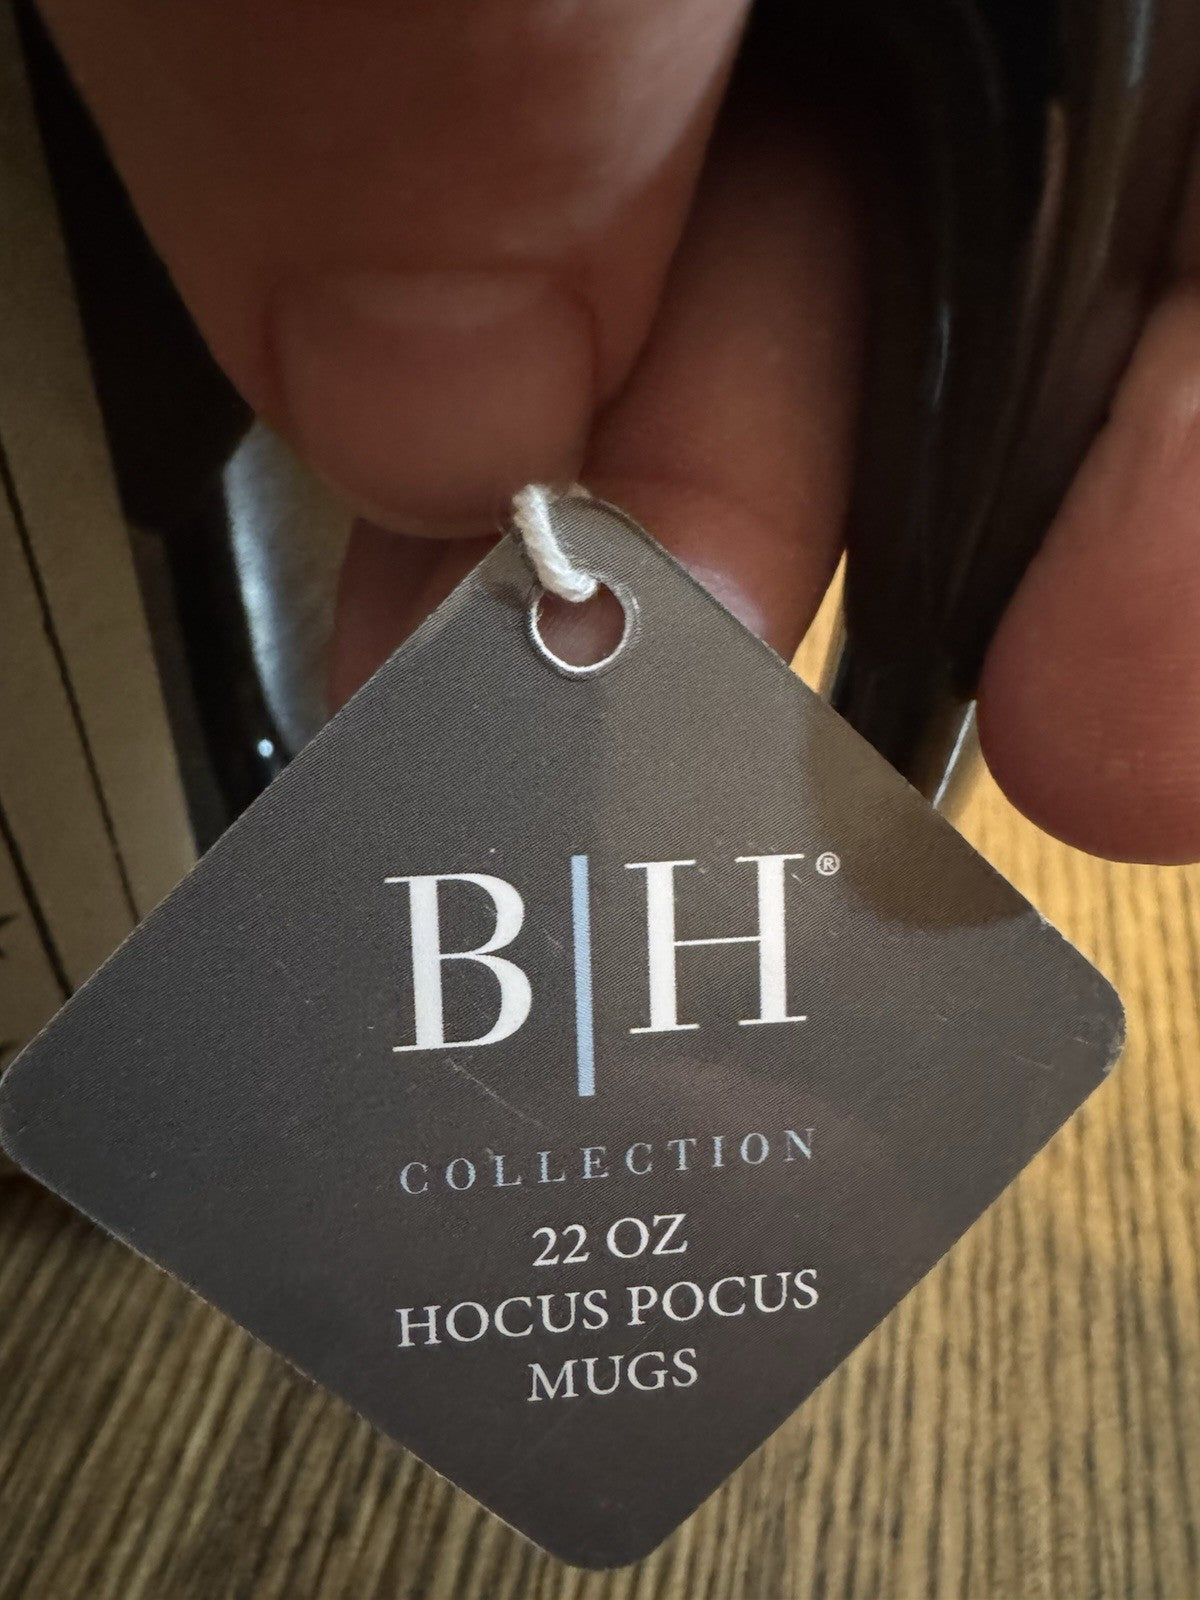 B|H®
COLLECTION
22 OZ
HOCUS POCUS
MUGS